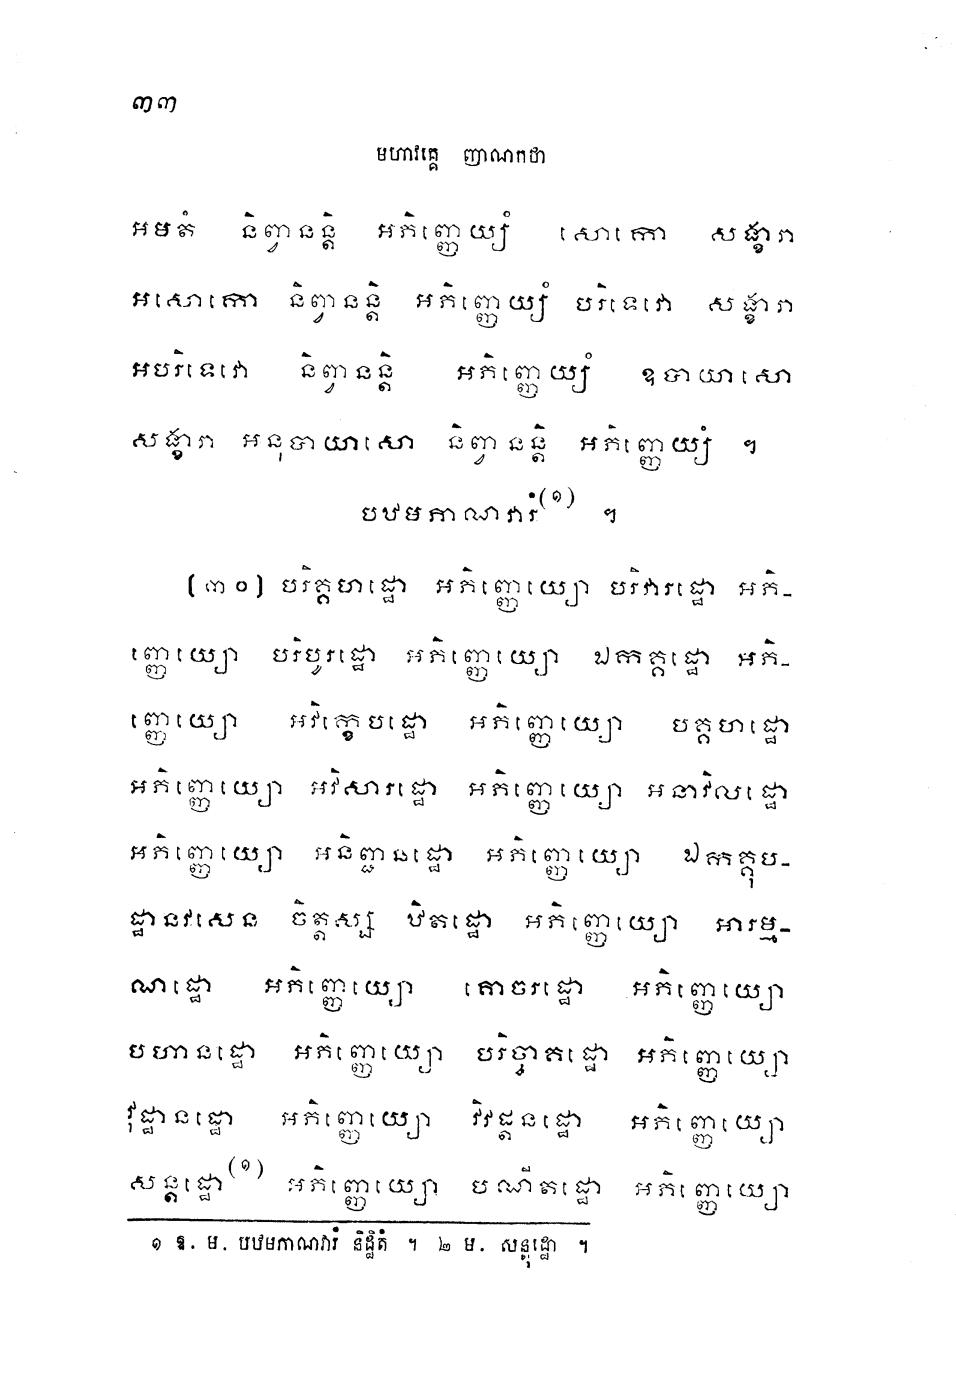 ៣៣
មហាវគ្គេ ញាណកថា
អមតំ និព្វានន្តិ អភិញ្ញេយ្យំ សោកោ សង្ខារា
អសោកោ និព្វានន្តិ អភិញ្ញេយ្យំ បរិទេវោ សង្ខារា
អបរិទេវោ និព្វានន្តិ អភិញ្ញេយ្យំ ឧបាយាសោ
សង្ខារា អនុបាយាសោ និព្វានន្តិ អភិញ្ញេយ្យំ ។
បឋមភាណវារំ(១) ។
(៣០) បរិគ្គហដ្ឋោ អភិញ្ញេយ្យោ បរិវារដ្ឋោ អភិ-
ញ្ញេយ្យោ បរិបូរដ្ឋោ អភិញ្ញេយ្យោ ឯកគ្គដ្ឋោ អភិ-
ញ្ញេយ្យោ អវិក្ខេបដ្ឋោ អភិញ្ញេយ្យោ បគ្គហដ្ឋោ
អភិញ្ញេយ្យោ អវិសារដ្ឋោ អភិញ្ញេយ្យោ អនាវិលដ្ឋោ
អភិញ្ញេយ្យោ អនិញ្ជនដ្ឋោ អភិញ្ញេយ្យោ ឯកត្តុប-
ដ្ឋានវសេន ចិត្តស្ស ឋិតដ្ឋោ អភិញ្ញេយ្យោ អារម្ម-
ណដ្ឋោ អភិញ្ញេយ្យោ គោចរដ្ឋោ អភិញ្ញេយ្យោ
បហានដ្ឋោ អភិញ្ញេយ្យោ បរិច្ចាគដ្ឋោ អភិញ្ញេយ្យោ
វុដ្ឋានដ្ឋោ អភិញ្ញេយ្យោ វិវដ្តនដ្ឋោ អភិញ្ញេយ្យោ
សន្តដ្ឋោ(១) អភិញ្ញេយ្យោ បណីតដ្ឋោ អភិញ្ញេយ្យោ
១ ឱ. ម. បឋមភាណវារំ និដ្ឋិតំ ។ ២ ម. សន្តុដ្ឋោ ។